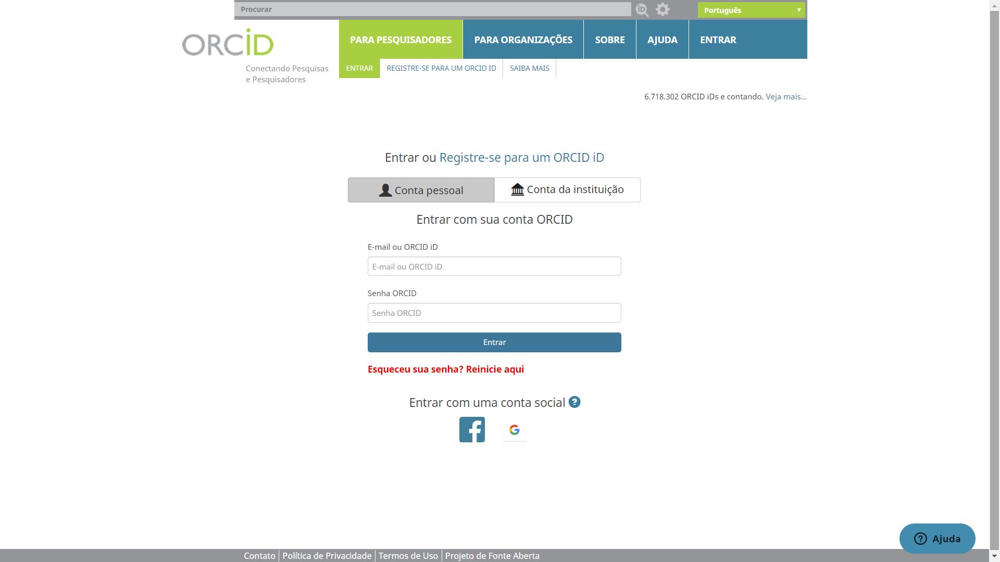 Procurar
iD
Português
ORCiD
PARA PESQUISADORES
PARA ORGANIZAÇÕES
SOBRE
AJUDA
ENTRAR
Conectando Pesquisas
e Pesquisadores
ENTRAR
REGISTRE-SE PARA UM ORCID ID
SAIBA MAIS
6.718.302 ORCID iDs e contando. Veja mais...
Entrar ou Registre-se para um ORCID iD
Conta pessoal
Conta da instituição
Entrar com sua conta ORCID
E-mail ou ORCID iD
E-mail ou ORCID iD
Senha ORCID
Senha ORCID
Entrar
Esqueceu sua senha? Reinicie aqui
Entrar com uma conta social ?
f
G
? Ajuda
Contato
Política de Privacidade
Termos de Uso
Projeto de Fonte Aberta